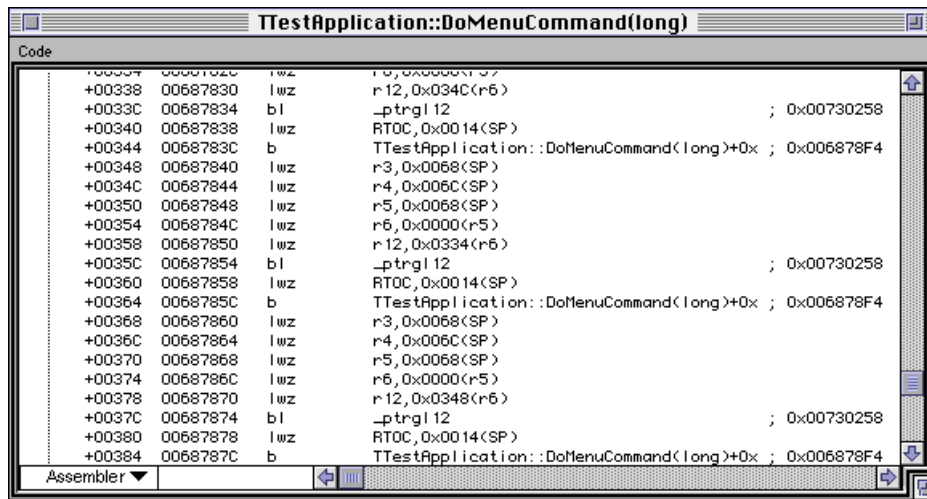 TTestApplication::DoMenuCommand(long)
Code
+00338 00687830 lwz r12,0x034C(r6)
+0033C 00687834 bl _ptrgl12 ; 0x00730258
+00340 00687838 lwz RTOC,0x0014(SP)
+00344 0068783C b TTestApplication::DoMenuCommand(long)+0x ; 0x006878F4
+00348 00687840 lwz r3,0x0068(SP)
+0034C 00687844 lwz r4,0x006C(SP)
+00350 00687848 lwz r5,0x0068(SP)
+00354 0068784C lwz r6,0x0000(r5)
+00358 00687850 lwz r12,0x0334(r6)
+0035C 00687854 bl _ptrgl12 ; 0x00730258
+00360 00687858 lwz RTOC,0x0014(SP)
+00364 0068785C b TTestApplication::DoMenuCommand(long)+0x ; 0x006878F4
+00368 00687860 lwz r3,0x0068(SP)
+0036C 00687864 lwz r4,0x006C(SP)
+00370 00687868 lwz r5,0x0068(SP)
+00374 0068786C lwz r6,0x0000(r5)
+00378 00687870 lwz r12,0x0348(r6)
+0037C 00687874 bl _ptrgl12 ; 0x00730258
+00380 00687878 lwz RTOC,0x0014(SP)
+00384 0068787C b TTestApplication::DoMenuCommand(long)+0x ; 0x006878F4
Assembler